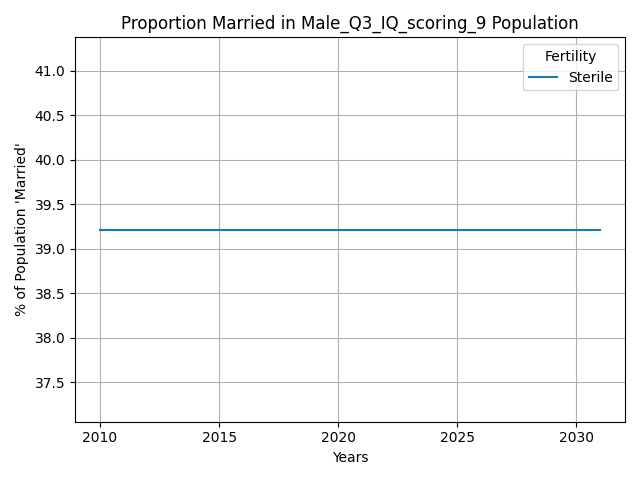 Proportion Married in Male_Q3_IQ_scoring_9 Population
Fertility
Sterile
% of Population 'Married'
41.0
40.5
40.0
39.5
39.0
38.5
38.0
37.5
2010
2015
2020
2025
2030
Years